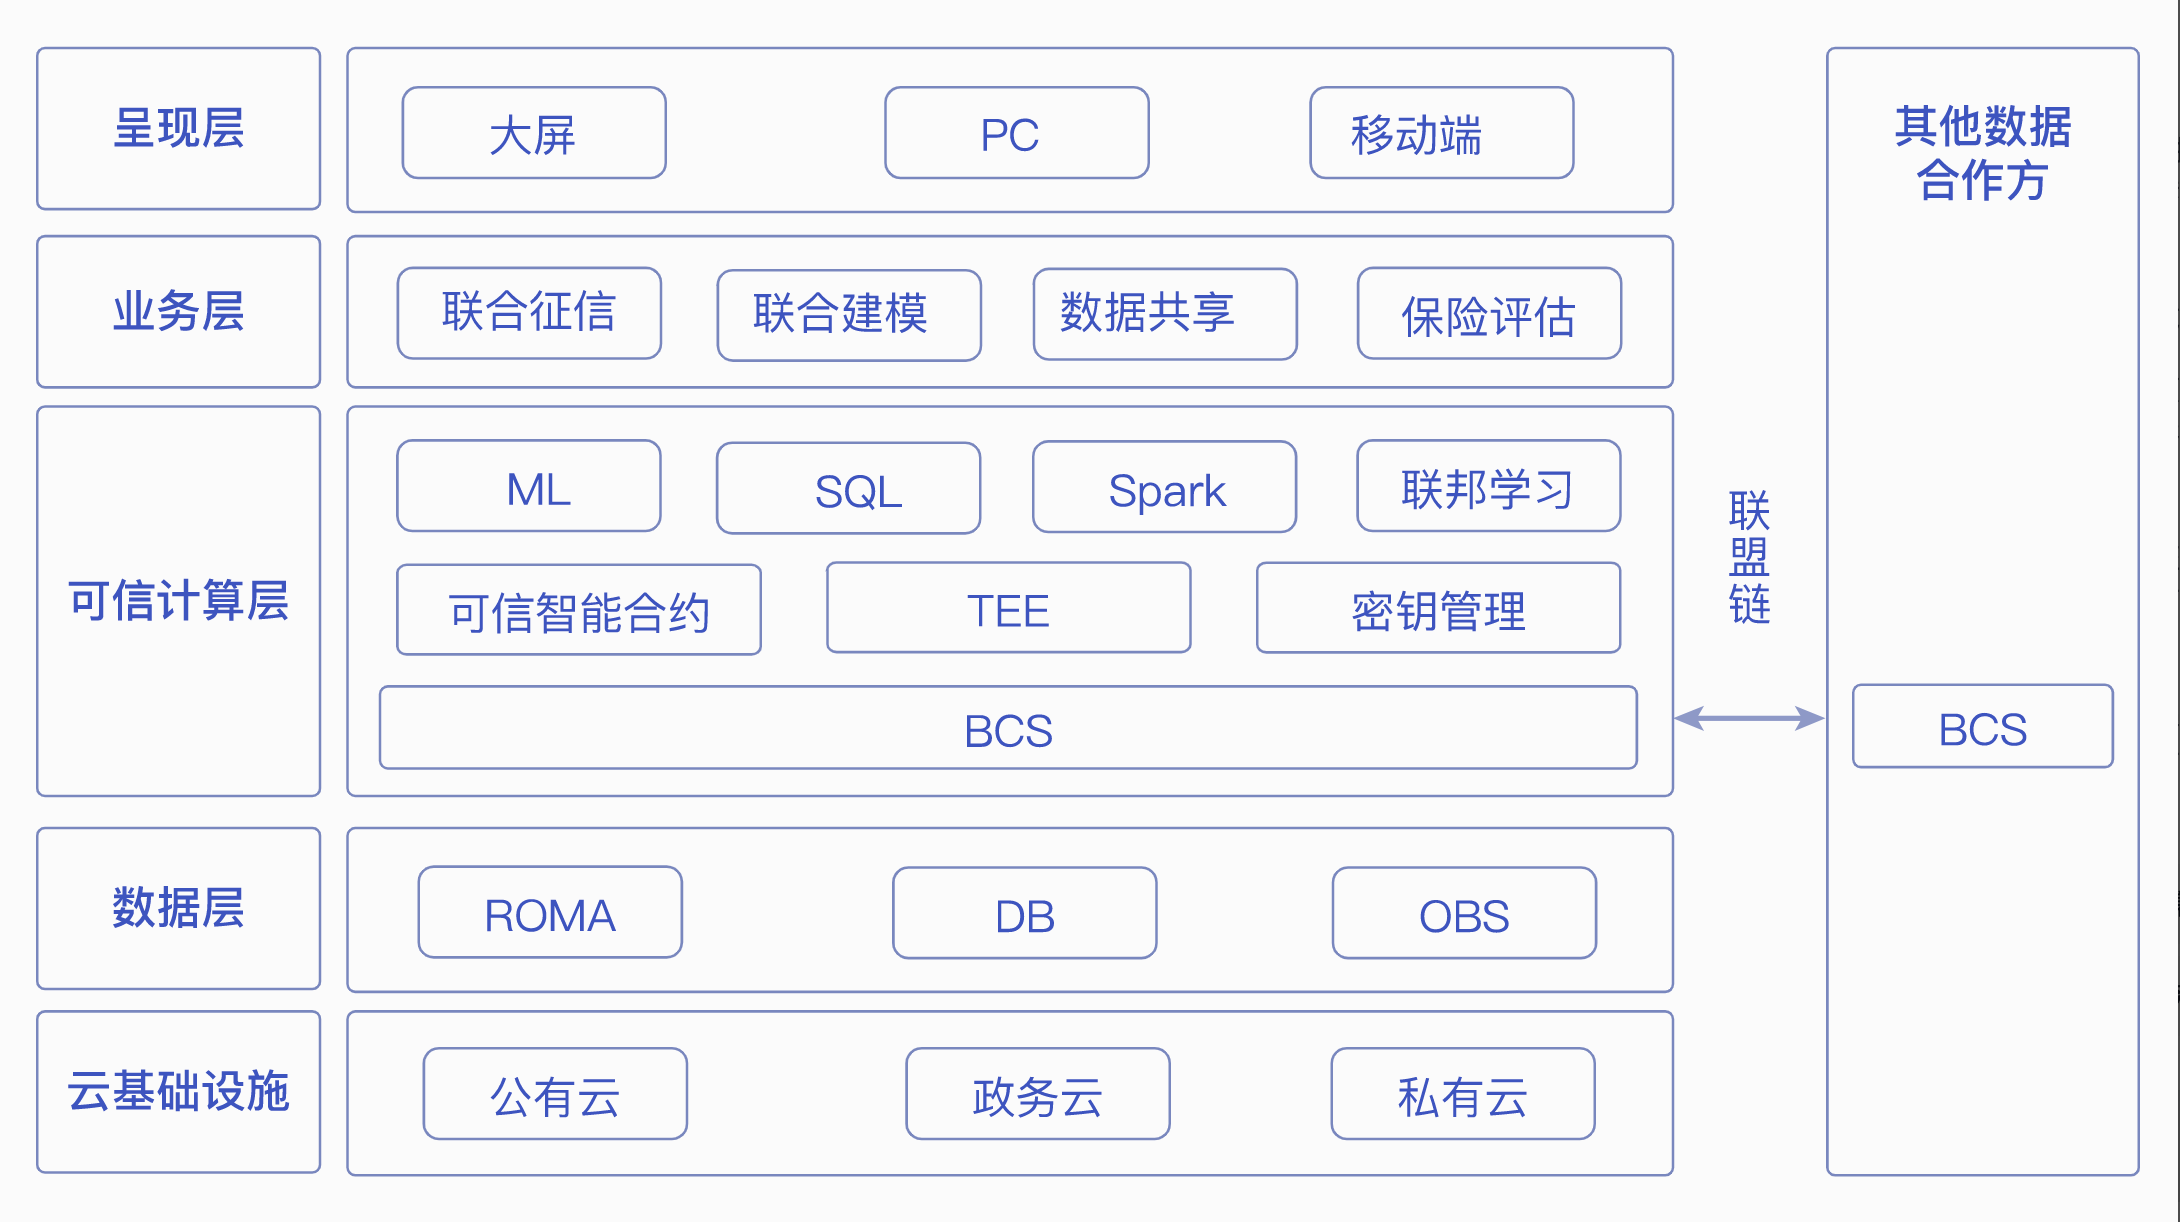 呈现层
大屏
PC
移动端
业务层
联合征信
联合建模
数据共享
保险评估
可信计算层
ML
SQL
Spark
联邦学习
可信智能合约
TEE
密钥管理
BCS
数据层
ROMA
DB
OBS
云基础设施
公有云
政务云
私有云
联
盟
链
其他数据
合作方
BCS